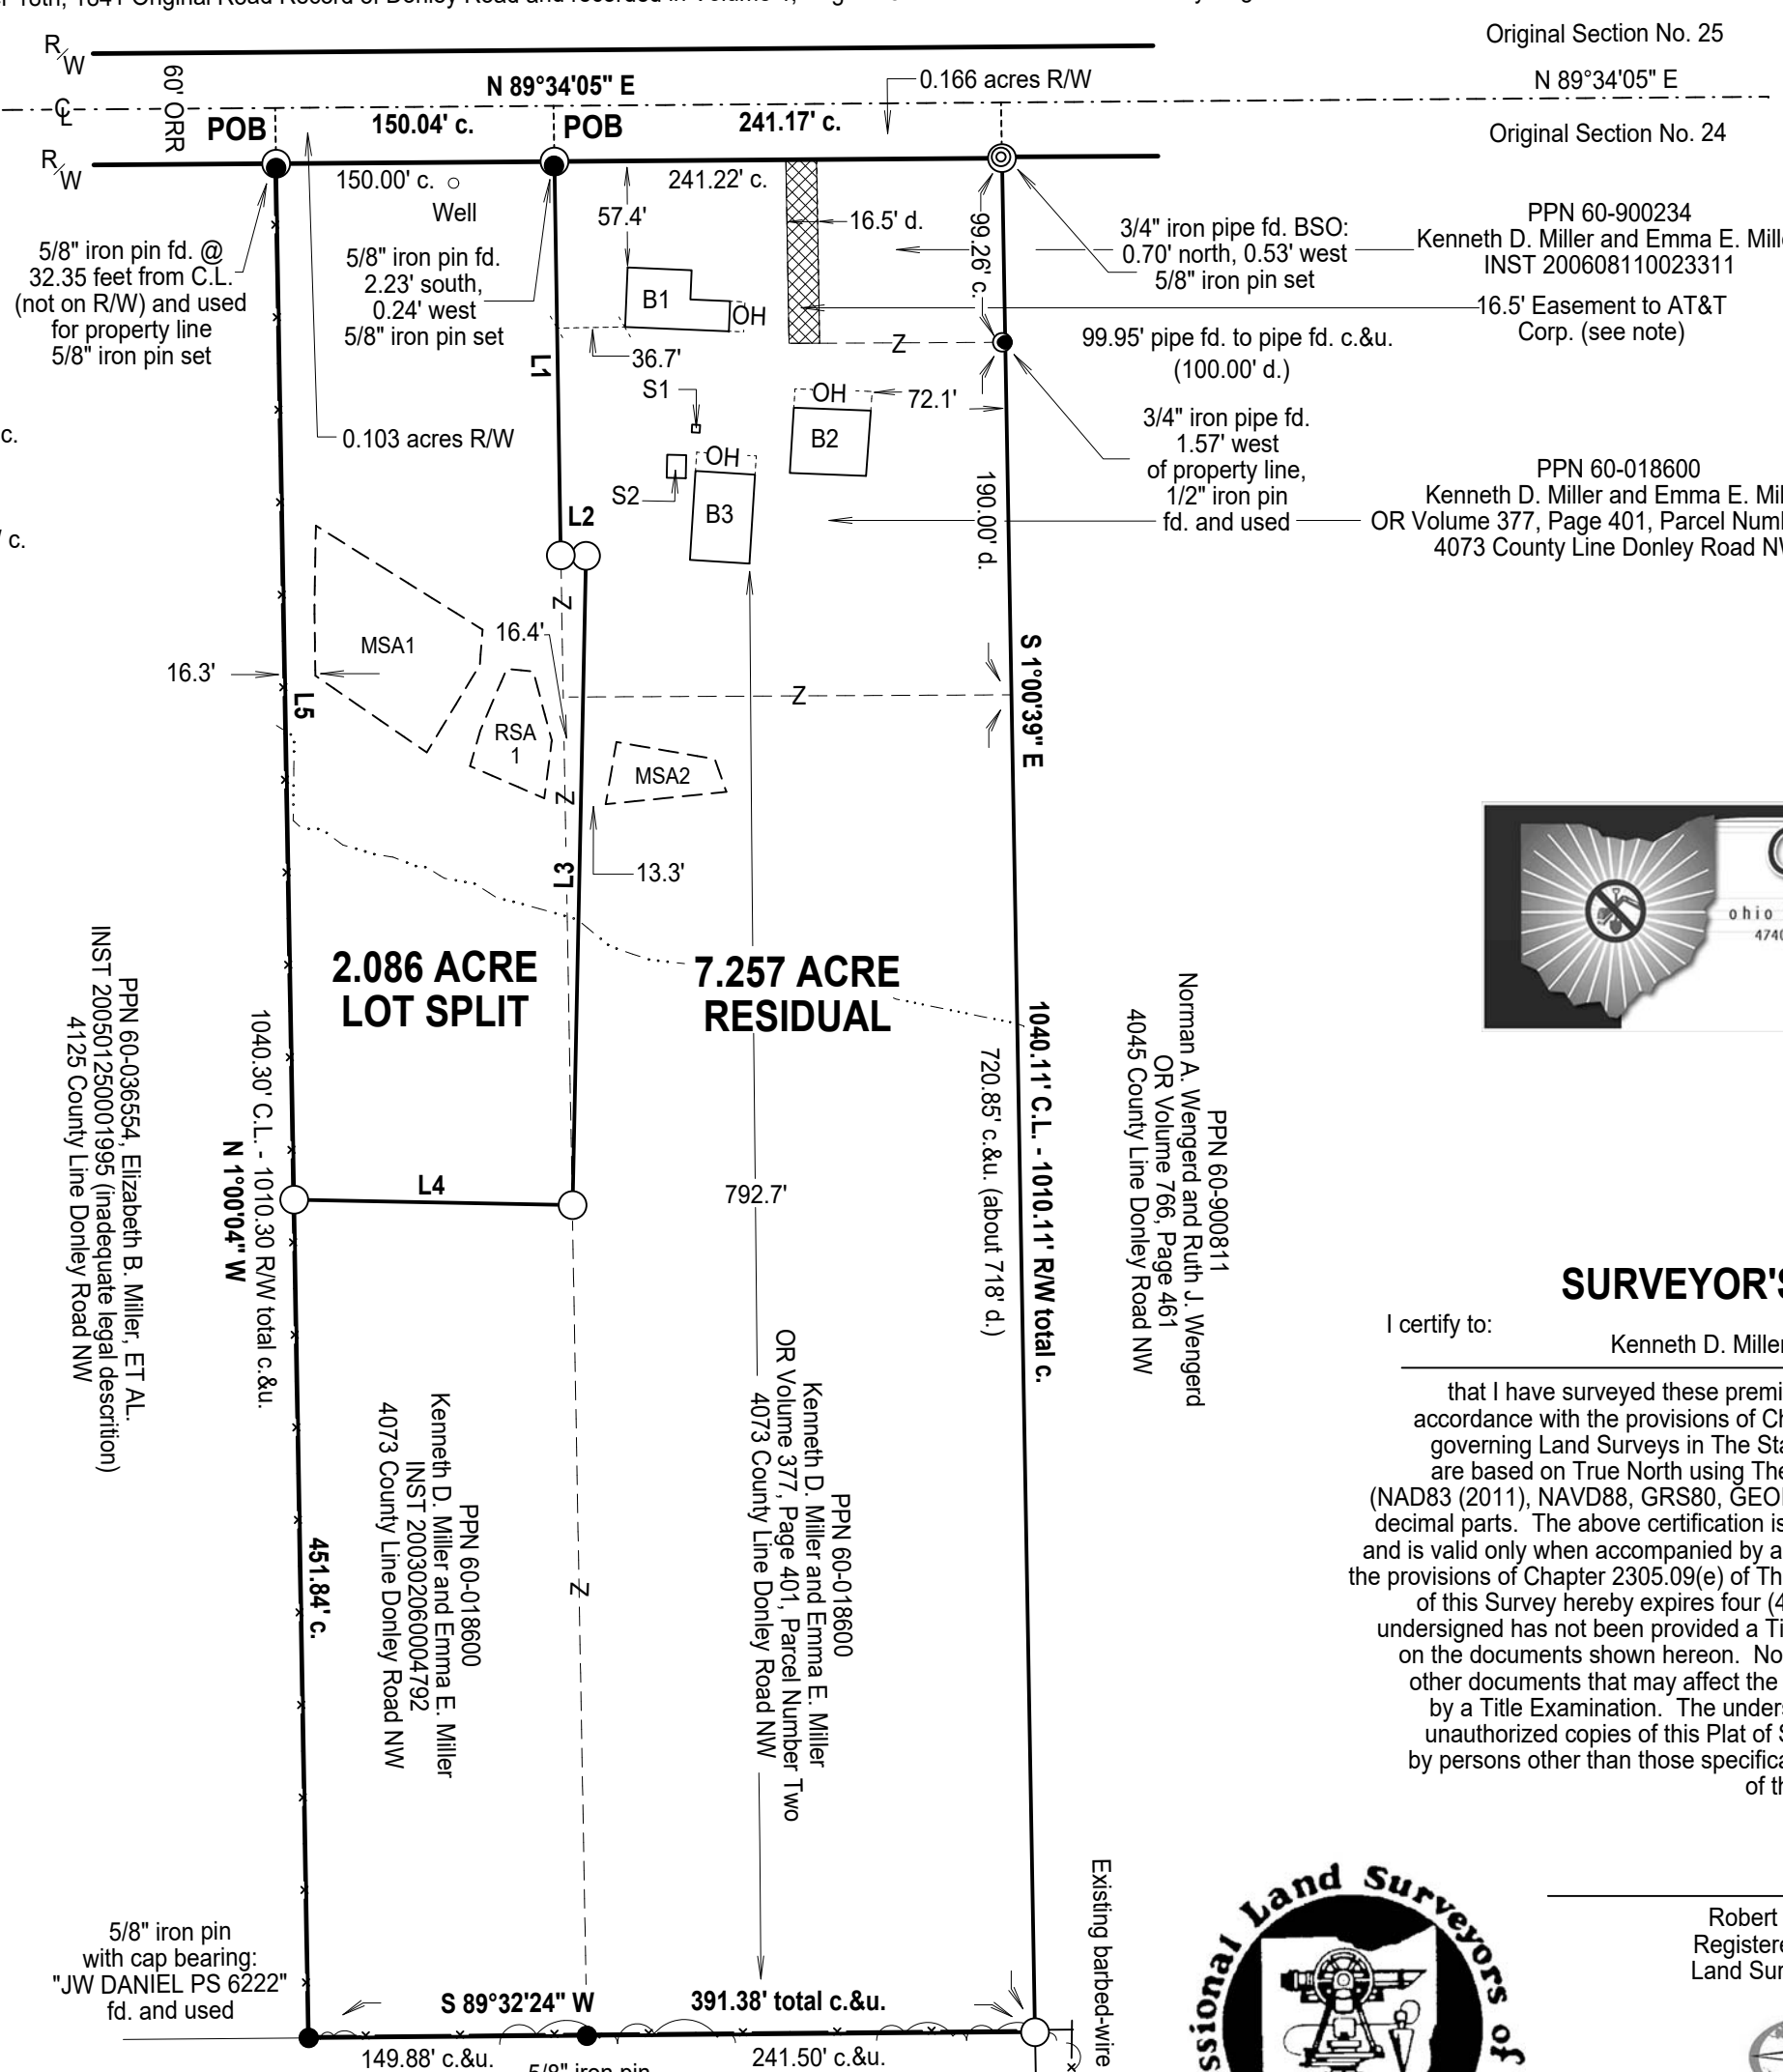 Original Section No. 25
R/W
N 89°34'05" E
0.166 acres R/W
N 89°34'05" E
60' ORR
CL
POB
150.04' c.
POB
241.17' c.
Original Section No. 24
R/W
150.00' c.
Well
241.22' c.
57.4'
16.5' d.
99.26' c.
5/8" iron pin fd. @
32.35 feet from C.L.
(not on R/W) and used
for property line
5/8" iron pin set
5/8" iron pin fd.
2.23' south,
0.24' west
5/8" iron pin set
3/4" iron pipe fd. BSO:
0.70' north, 0.53' west
5/8" iron pin set
PPN 60-900234
Kenneth D. Miller and Emma E. Mille
INST 200608110023311
16.5' Easement to AT&T
Corp. (see note)
B1
OH
36.7'
L1
Z
99.95' pipe fd. to pipe fd. c.&u.
(100.00' d.)
S1
OH
72.1'
B2
3/4" iron pipe fd.
1.57' west
of property line,
1/2" iron pin
fd. and used
c.
0.103 acres R/W
OH
S2
B3
190.00' d.
PPN 60-018600
Kenneth D. Miller and Emma E. Mil
OR Volume 377, Page 401, Parcel Num
4073 County Line Donley Road N
' c.
L2
Z
16.4'
MSA1
16.3'
L5
Z
S 1°00'39" E
RSA
1
MSA2
Z
L3
13.3'
2.086 ACRE
LOT SPLIT
7.257 ACRE
RESIDUAL
ohio
PPN 60-036554, Elizabeth B. Miller, ET AL.
INST 200501250001995 (inadequate legal descrition)
4125 County Line Donley Road NW
1040.30' C.L. - 1010.30 R/W total c.&u.
N 1°00'04" W
L4
792.7'
720.85' c.&u. (about 718' d.)
1040.11' C.L. - 1010.11' R/W total c.
PPN 60-900811
Norman A. Wengerd and Ruth J. Wengerd
OR Volume 766, Page 461
4045 County Line Donley Road NW
PPN 60-018600
Kenneth D. Miller and Emma E. Miller
INST 200302060004792
4073 County Line Donley Road NW
PPN 60-018600
Kenneth D. Miller and Emma E. Miller
OR Volume 377, Page 401, Parcel Number Two
4073 County Line Donley Road NW
Z
451.84' c.
SURVEYOR'S
I certify to:
Kenneth D. Miller
that I have surveyed these premi
accordance with the provisions of Ch
governing Land Surveys in The Sta
are based on True North using The
(NAD83 (2011), NAVD88, GRS80, GEOI
decimal parts. The above certification is
and is valid only when accompanied by a
the provisions of Chapter 2305.09(e) of Th
of this Survey hereby expires four (4
undersigned has not been provided a Ti
on the documents shown hereon. No
other documents that may affect the
by a Title Examination. The unders
unauthorized copies of this Plat of S
by persons other than those specifica
of th
Existing barbed-wire
5/8" iron pin
with cap bearing:
"JW DANIEL PS 6222"
fd. and used
S 89°32'24" W
391.38' total c.&u.
149.88' c.&u.
5/8" iron pin
241.50' c.&u.
ssional Land Surveyors of
Robert
Registere
Land Sur